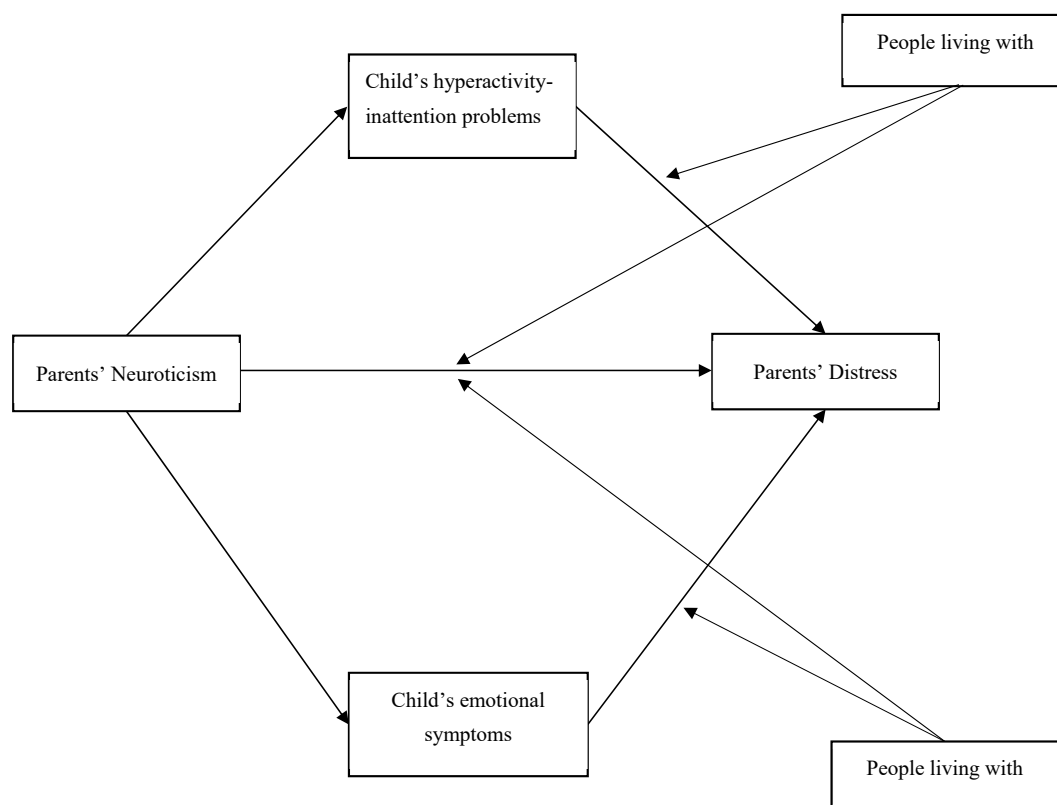 People living with
Child’s hyperactivity-
inattention problems
Parents’ Neuroticism
Parents’ Distress
Child’s emotional
symptoms
People living with